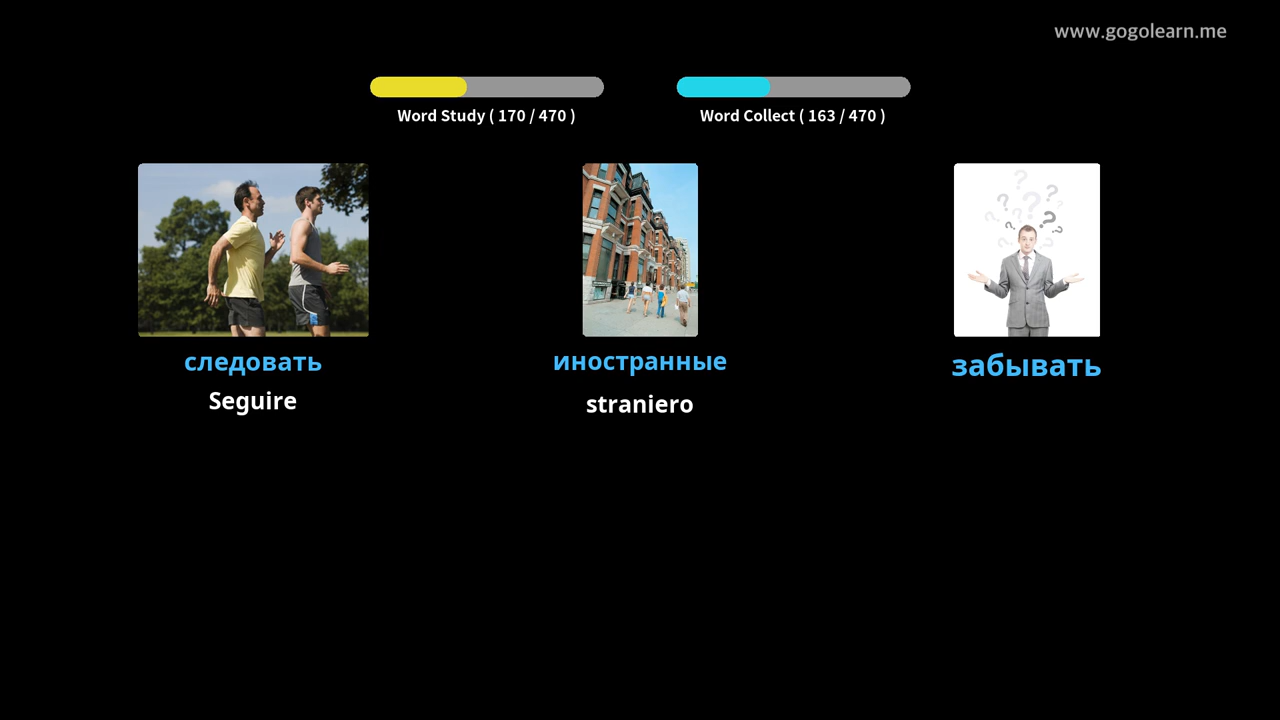 www.gogolearn.me
Word Study ( 170 / 470 )
Word Collect ( 163 / 470 )
следовать
иностранные
забывать
Seguire
straniero